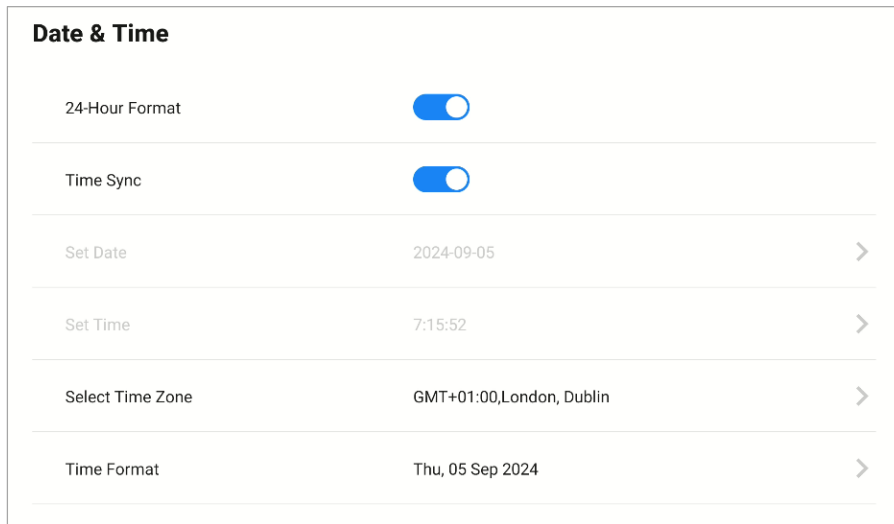 Date & Time
24-Hour Format
Time Sync
Set Date 2024-09-05
Set Time 7:15:52
Select Time Zone GMT+01:00,London, Dublin
Time Format Thu, 05 Sep 2024